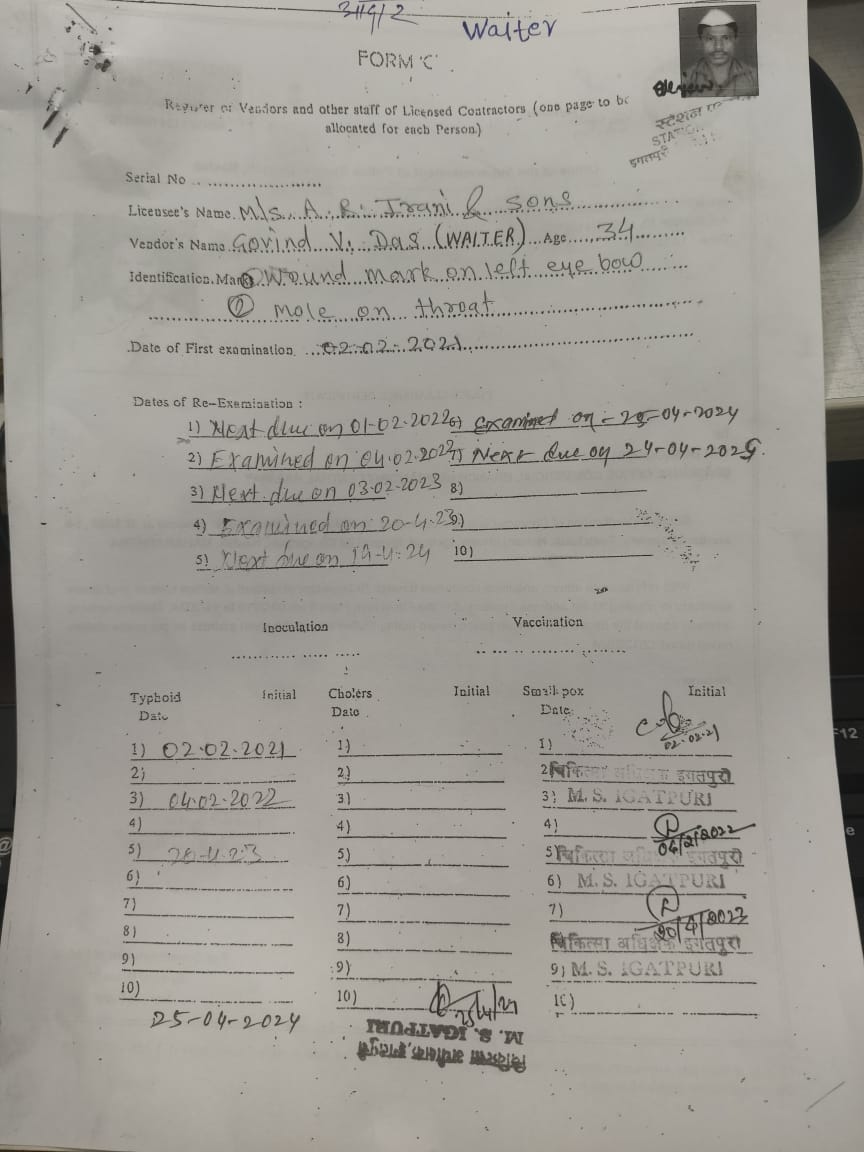 Waiter
FORM 'C'
Register of Vendors and other staff of Licensed Contractors (one page to be
allocated for each Person.)
स्टेशन
इगतपुरी
Serial No ......................
Licensee's Name. M/s. A. R. Irani & sons
Vendor's Name Govind V. Das (WAITER) Age 34
Identification Mark ① Wound mark on left eye bow
② mole on throat
Date of First examination 02-02-2021
Dates of Re-Examination :
1) Next due on 01-02-2022 6) Examined on - 25-04-2024
2) Examined on 04.02.2022 7) Next due on 24-04-2025.
3) Next due on 03.02.2023 8)
4) Examined on 20-4-23 9)
5) Next due on 19-4-24 10)
Inoculation Vaccination
Typhoid Initial Cholers Initial Small pox Initial
Date Date Date
02.02.21
1) 02.02.2021 1) 1)
2) 2) 2) चिकित्सा अधिक्षक इगतपुरी
3) 04.02.2022 3) 3) M. S. IGATPURI
4) 4) 4) 04/2/2022
5) 20-4-23 5) 5) चिकित्सा अधिक्षक इगतपुरी
6) 6) 6) M. S. IGATPURI
7) 7) 7) 20/4/2023
8) 8) चिकित्सा अधिक्षक इगतपुरी
9) 9) 9) M. S. IGATPURI
10) 10) 10)
25-04-2024 25/4/24
M. S. IGATPURI
चिकित्सा अधीक्षक, इगतपुरी